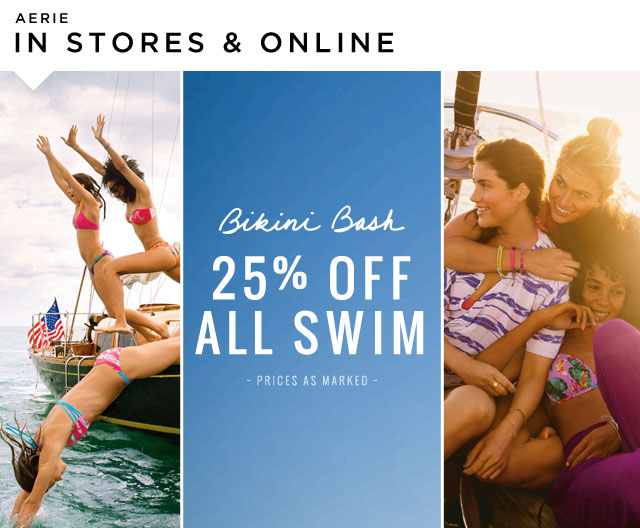 AERIE
IN STORES & ONLINE
Bikini Bash
25% OFF
ALL SWIM
- PRICES AS MARKED -